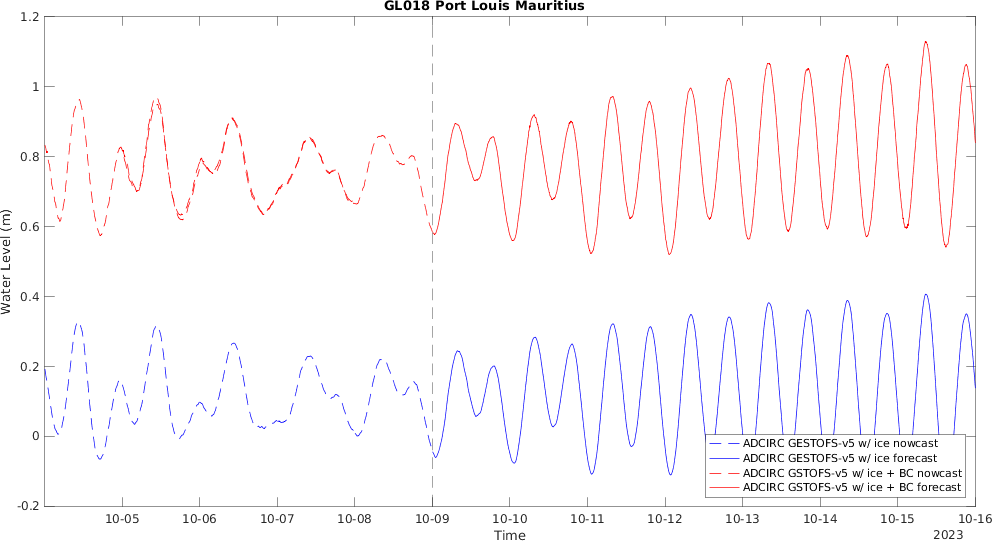 GL018 Port Louis Mauritius
1.2
1
0.8
0.6
0.4
0.2
0
-0.2
Water Level (m)
ADCIRC GESTOFS-v5 w/ ice nowcast
ADCIRC GESTOFS-v5 w/ ice forecast
ADCIRC GSTOFS-v5 w/ ice + BC nowcast
ADCIRC GSTOFS-v5 w/ ice + BC forecast
10-05 10-06 10-07 10-08 10-09 10-10 10-11 10-12 10-13 10-14 10-15 10-16
Time
2023